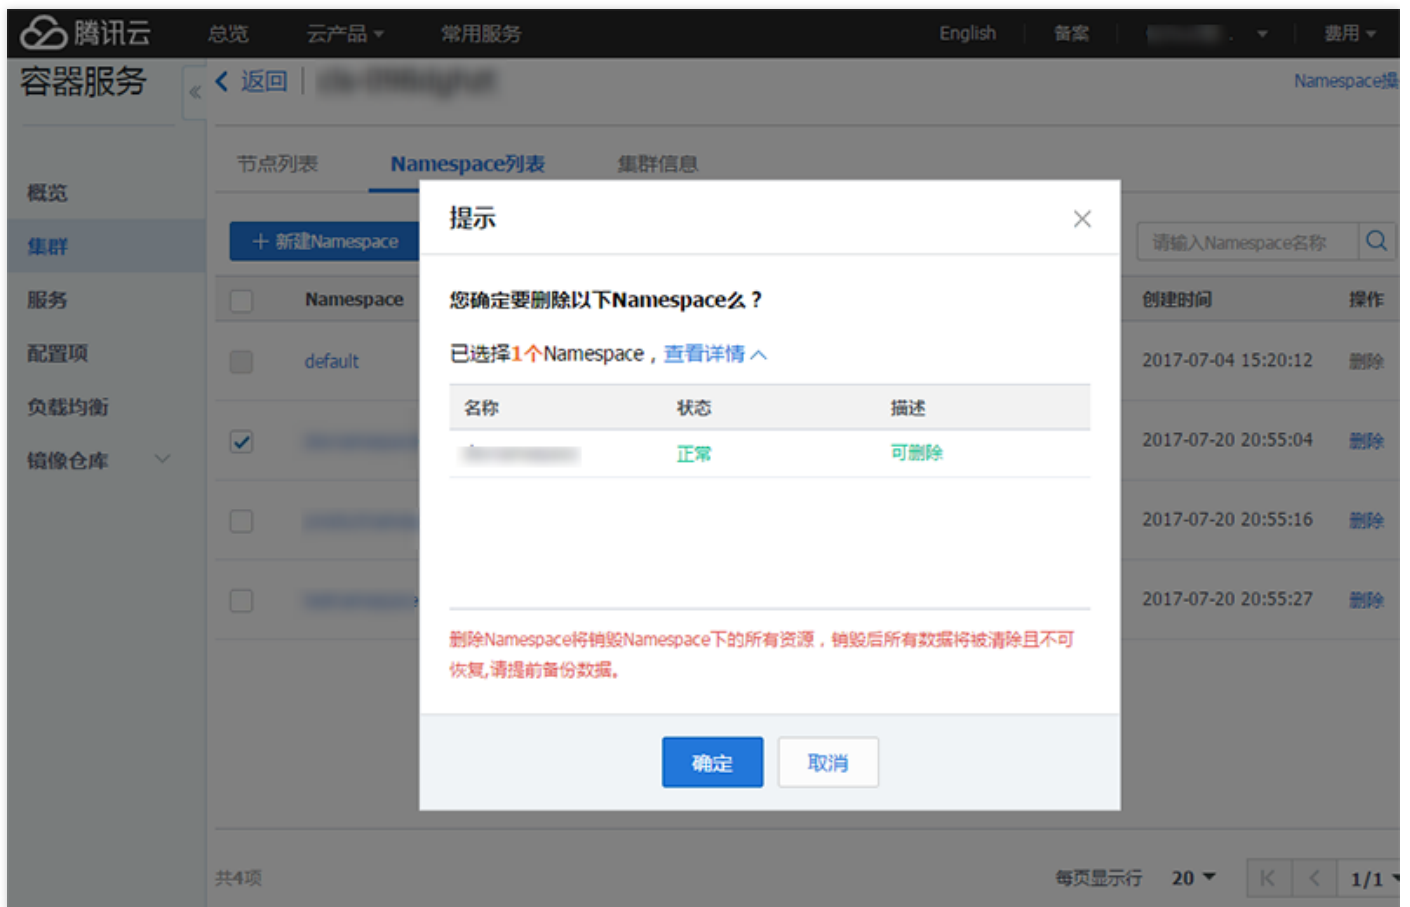 腾讯云 总览 云产品 常用服务 English 备案 费用
容器服务 « 返回 Namespace操
节点列表 Namespace列表 集群信息
概览
集群
服务
配置项
负载均衡
镜像仓库
+ 新建Namespace 请输入Namespace名称
Namespace 创建时间 操作
default 2017-07-04 15:20:12 删除
2017-07-20 20:55:04 删除
2017-07-20 20:55:16 删除
2017-07-20 20:55:27 删除
提示
您确定要删除以下Namespace么？
已选择1个Namespace，查看详情
名称 状态 描述
正常 可删除
删除Namespace将销毁Namespace下的所有资源，销毁后所有数据将被清除且不可
恢复,请提前备份数据。
确定 取消
共4项 每页显示行 20 1/1